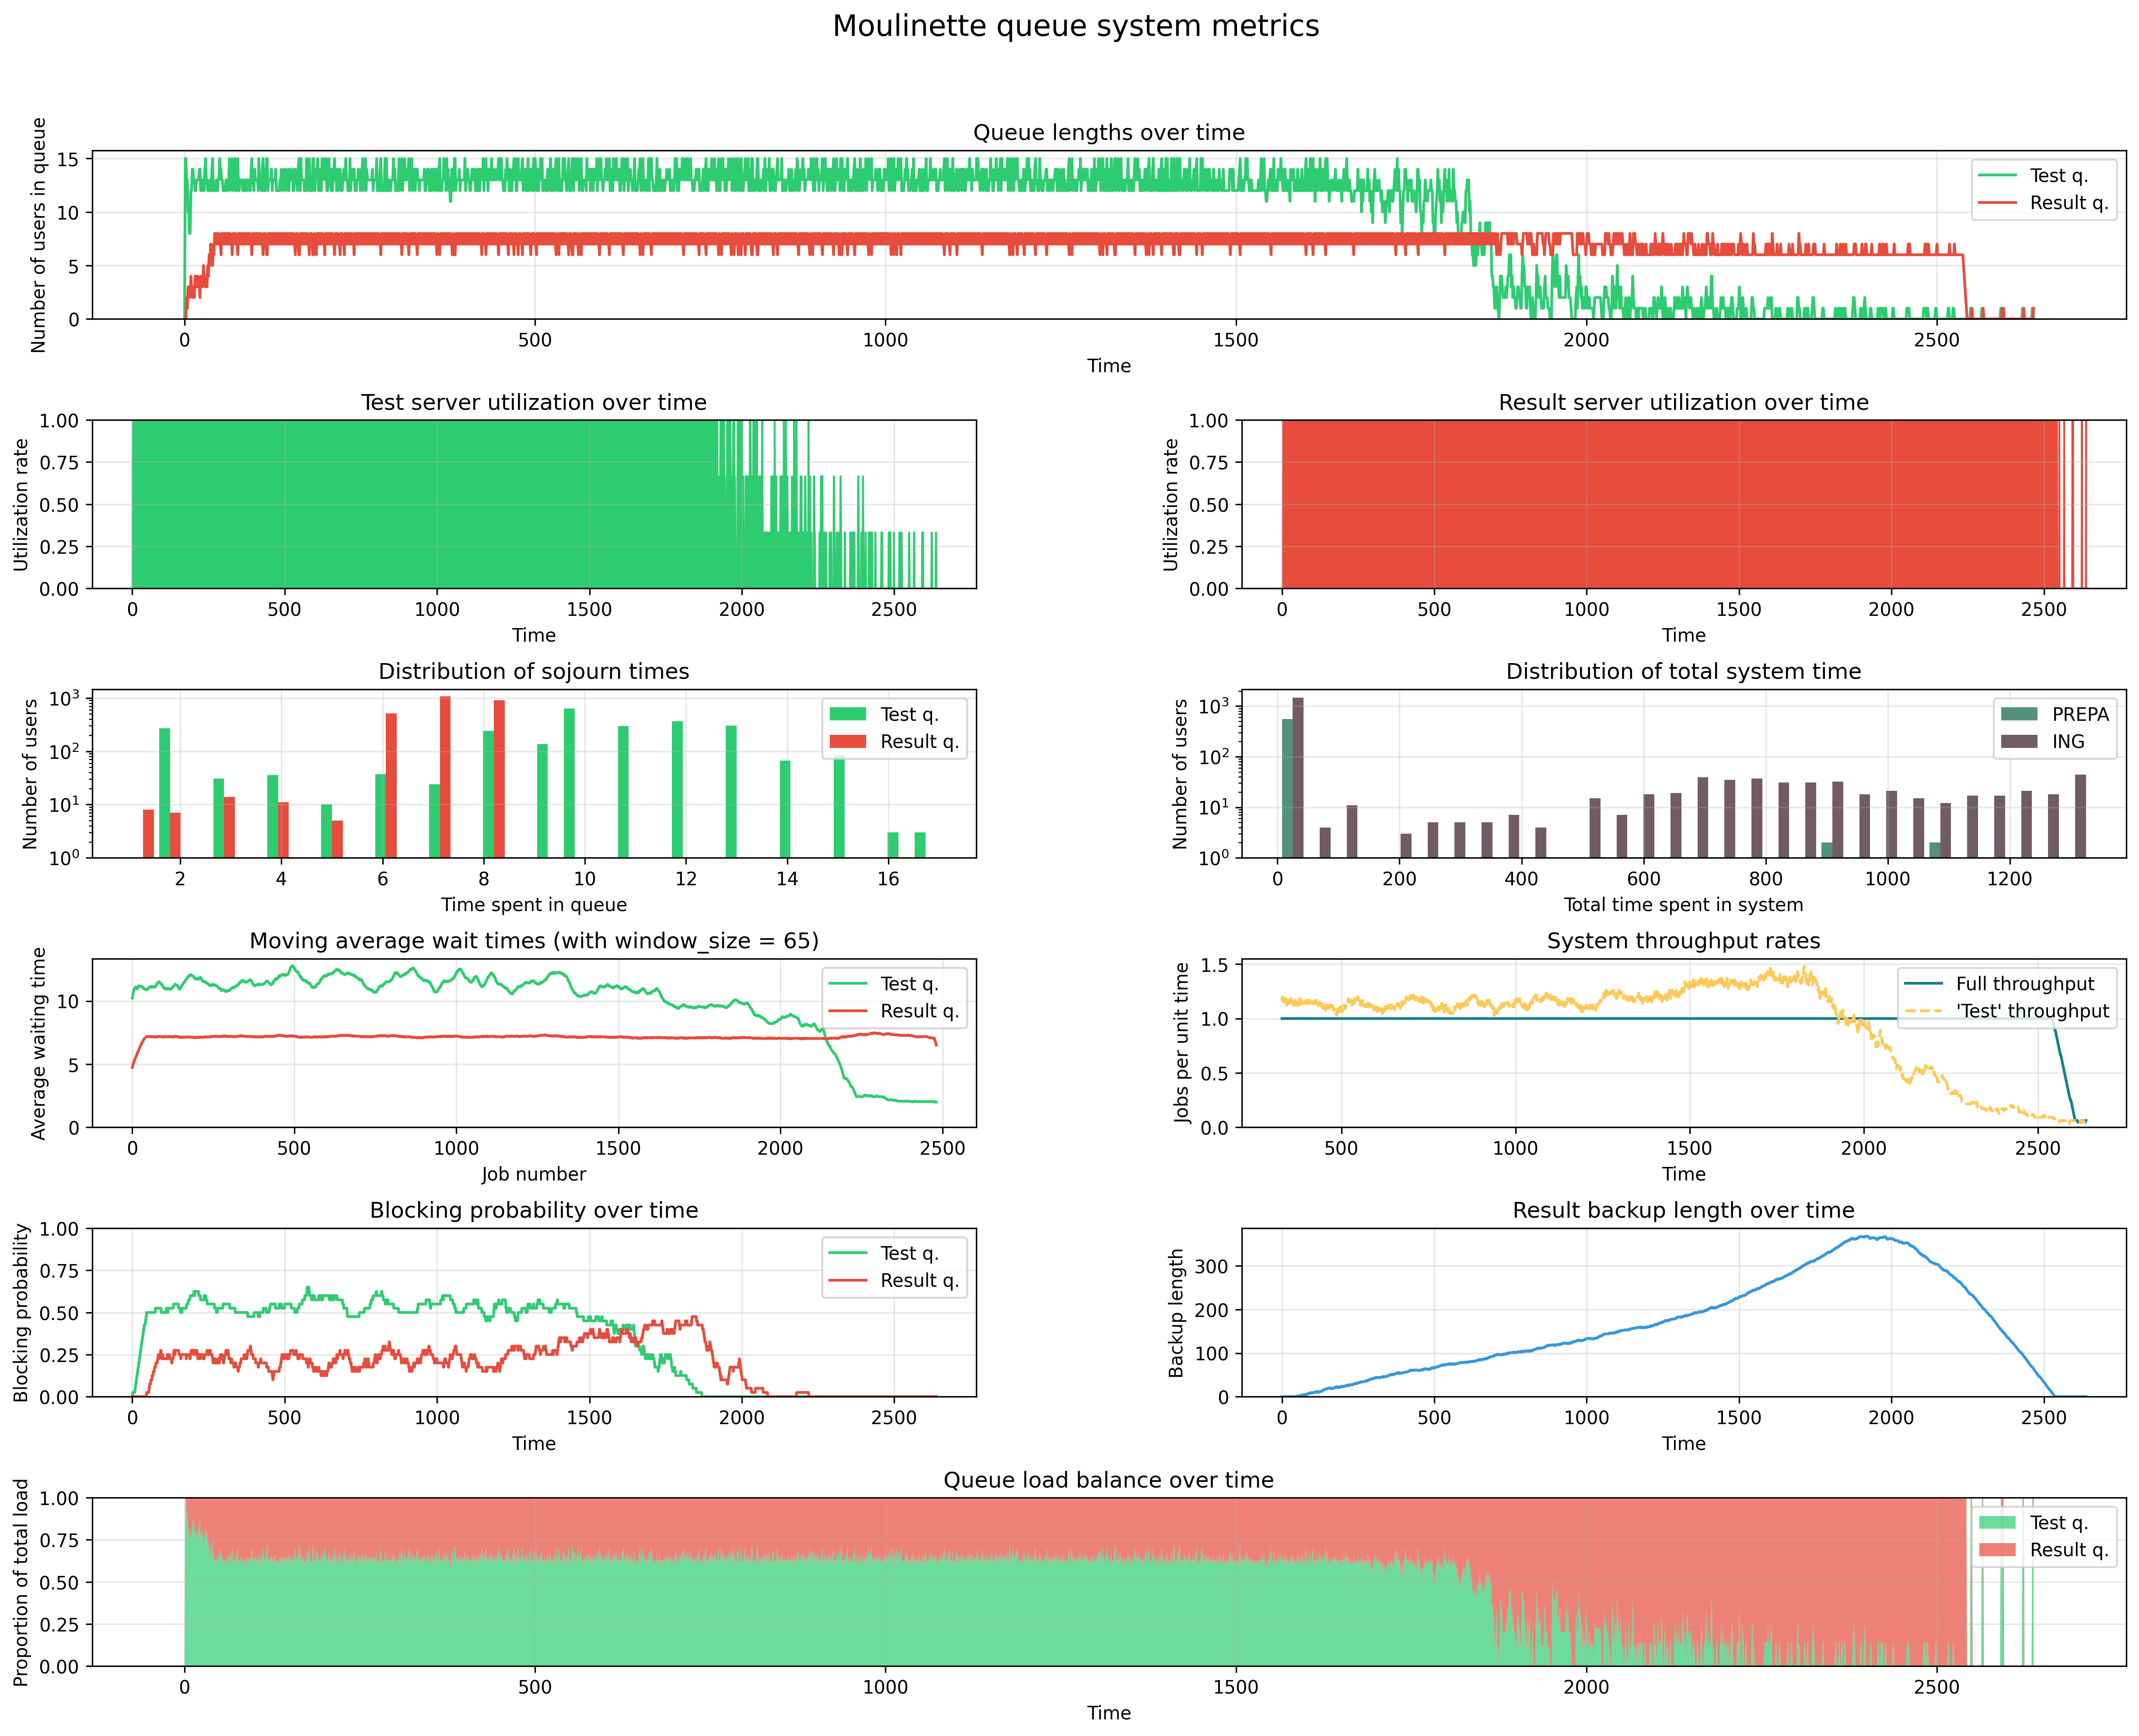 Moulinette queue system metrics
Queue lengths over time
Number of users in queue
15
10
5
0
Test q.
Result q.
0 500 1000 1500 2000 2500
Time
Test server utilization over time
Utilization rate
1.00
0.75
0.50
0.25
0.00
0 500 1000 1500 2000 2500
Time
Result server utilization over time
Utilization rate
1.00
0.75
0.50
0.25
0.00
0 500 1000 1500 2000 2500
Time
Distribution of sojourn times
Number of users
10³
10²
10¹
10⁰
Test q.
Result q.
2 4 6 8 10 12 14 16
Time spent in queue
Distribution of total system time
Number of users
10³
10²
10¹
10⁰
PREPA
ING
0 200 400 600 800 1000 1200
Total time spent in system
Moving average wait times (with window_size = 65)
Average waiting time
10
5
0
Test q.
Result q.
0 500 1000 1500 2000 2500
Job number
System throughput rates
Jobs per unit time
1.5
1.0
0.5
0.0
Full throughput
'Test' throughput
500 1000 1500 2000 2500
Time
Blocking probability over time
Blocking probability
1.00
0.75
0.50
0.25
0.00
Test q.
Result q.
0 500 1000 1500 2000 2500
Time
Result backup length over time
Backup length
300
200
100
0
0 500 1000 1500 2000 2500
Time
Queue load balance over time
Proportion of total load
1.00
0.75
0.50
0.25
0.00
Test q.
Result q.
0 500 1000 1500 2000 2500
Time